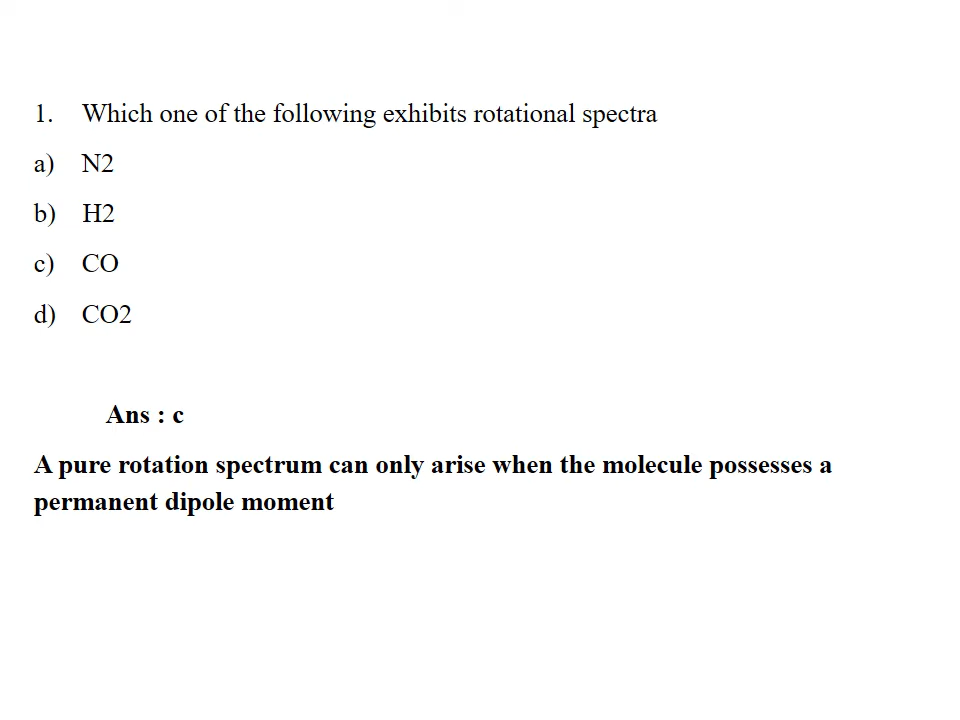 1. Which one of the following exhibits rotational spectra
a) N2
b) H2
c) CO
d) CO2
Ans : c
A pure rotation spectrum can only arise when the molecule possesses a
permanent dipole moment